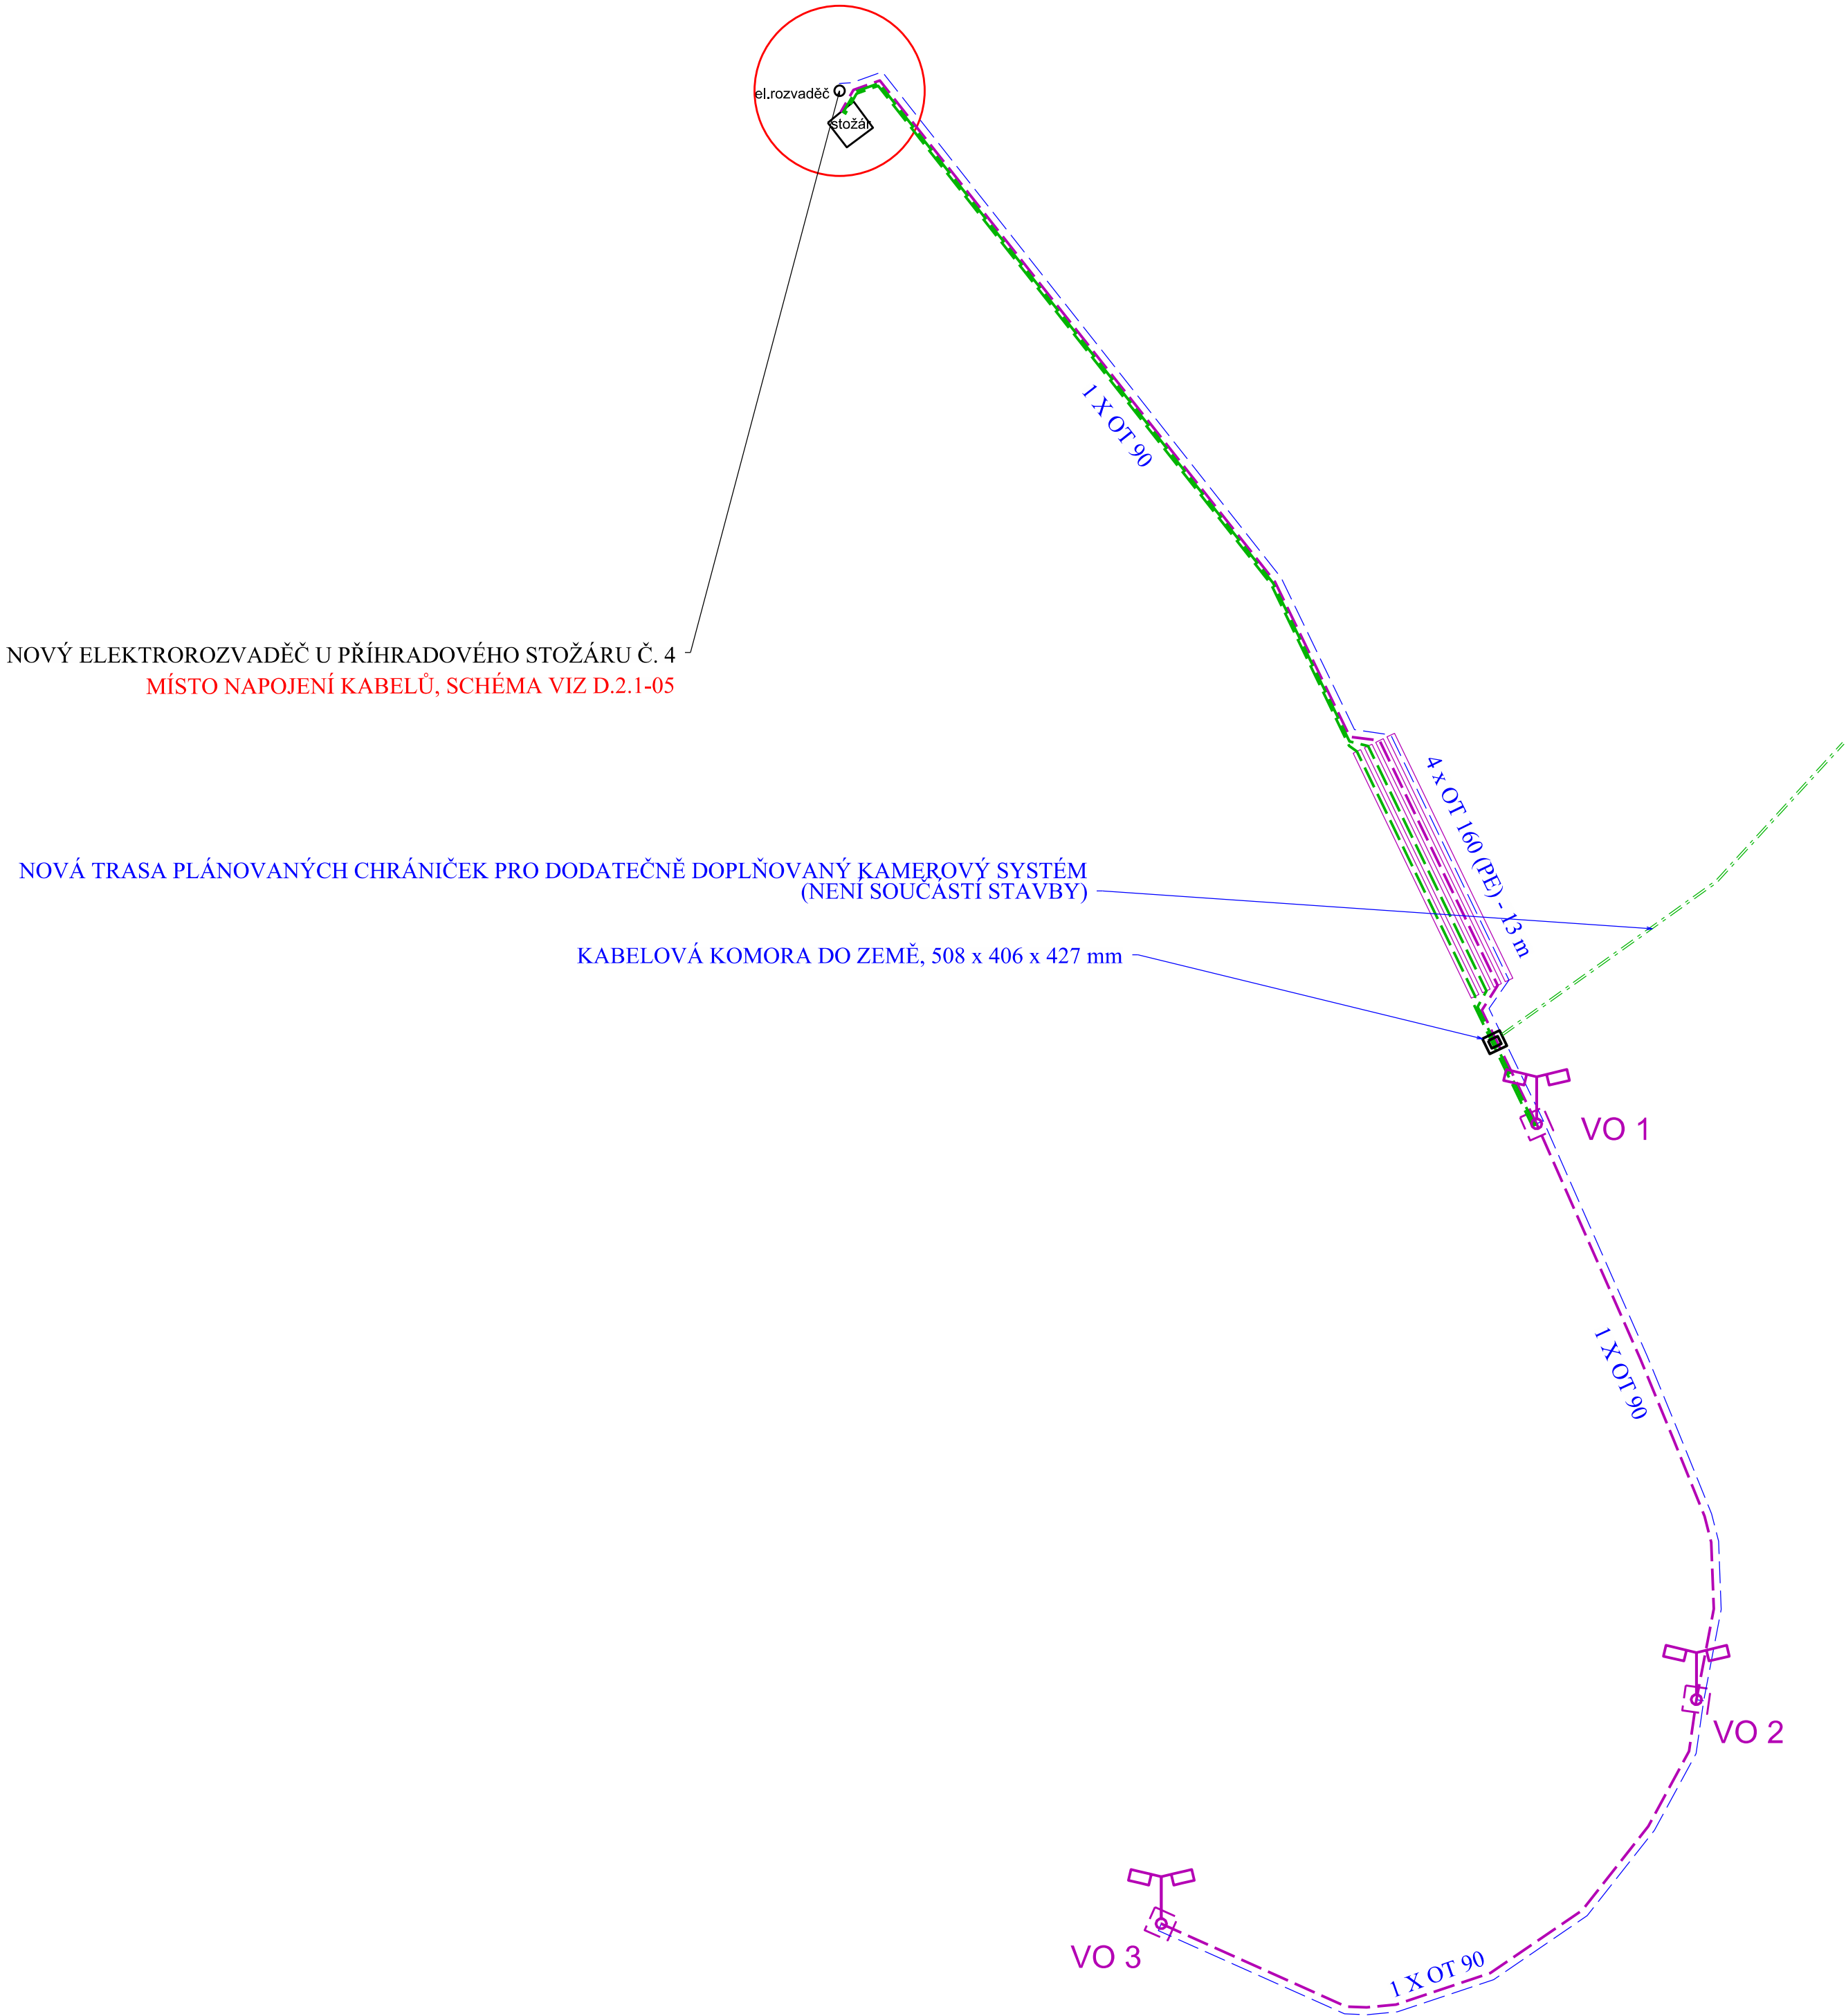 el.rozvaděč
stožár
1 X OT 90
NOVÝ ELEKTROROZVADĚČ U PŘÍHRADOVÉHO STOŽÁRU Č. 4
MÍSTO NAPOJENÍ KABELŮ, SCHÉMA VIZ D.2.1-05
4 x OT 160 (PE) - 13 m
NOVÁ TRASA PLÁNOVANÝCH CHRÁNIČEK PRO DODATEČNĚ DOPLŇOVANÝ KAMEROVÝ SYSTÉM
(NENÍ SOUČÁSTÍ STAVBY)
KABELOVÁ KOMORA DO ZEMĚ, 508 x 406 x 427 mm
VO 1
1 X OT 90
VO 2
VO 3
1 X OT 90